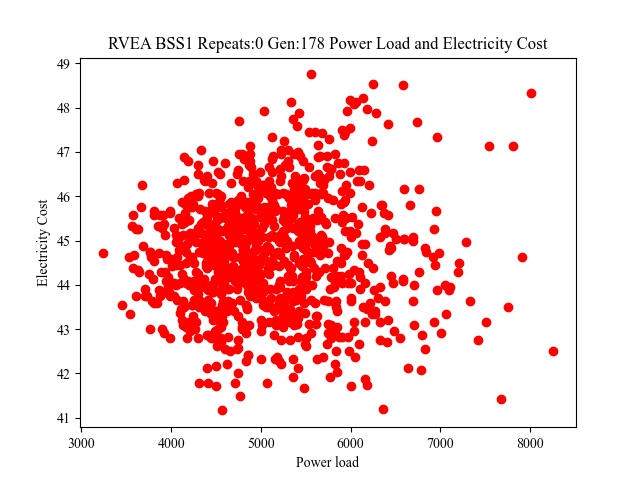 RVEA BSS1 Repeats:0 Gen:178 Power Load and Electricity Cost
49
48
47
46
45
44
43
42
41
Electricity Cost
3000 4000 5000 6000 7000 8000
Power load